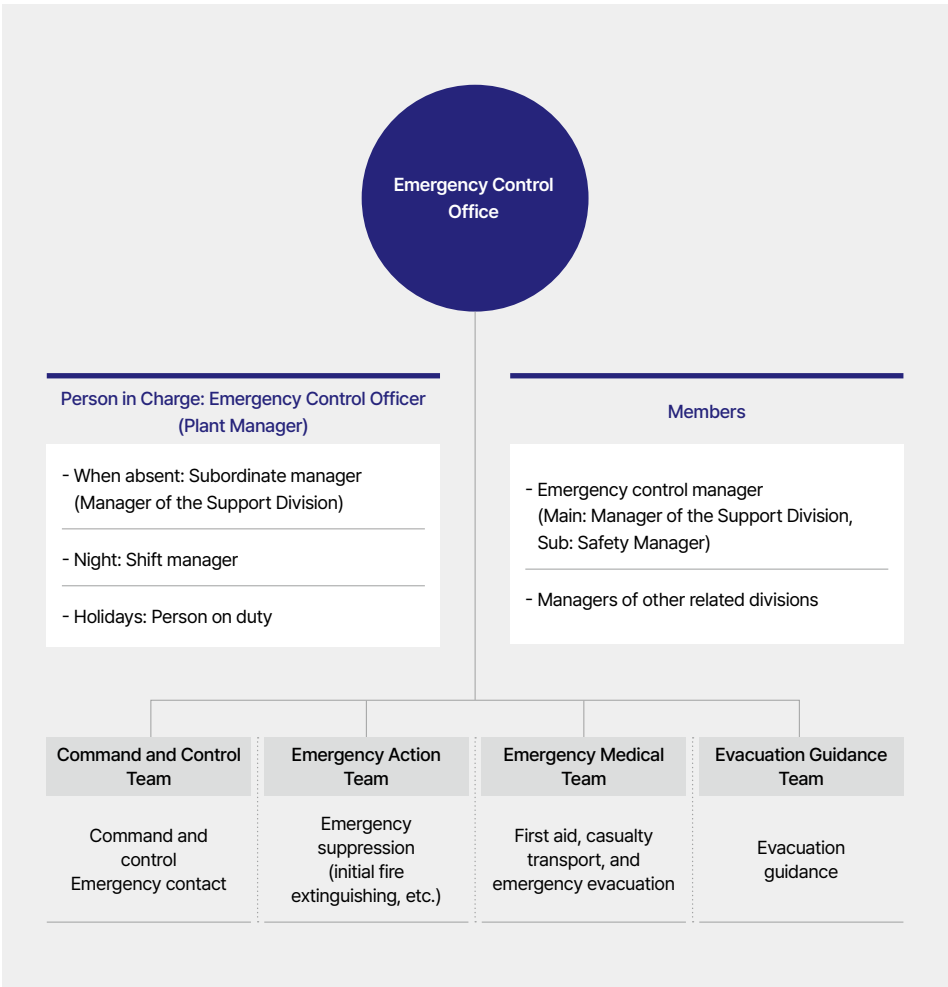 Emergency Control
Office
Person in Charge: Emergency Control Officer
(Plant Manager)
- When absent: Subordinate manager
(Manager of the Support Division)
- Night: Shift manager
- Holidays: Person on duty
Members
- Emergency control manager
(Main: Manager of the Support Division,
Sub: Safety Manager)
- Managers of other related divisions
Command and Control
Team
Command and
control
Emergency contact
Emergency Action
Team
Emergency
suppression
(initial fire
extinguishing, etc.)
Emergency Medical
Team
First aid, casualty
transport, and
emergency evacuation
Evacuation Guidance
Team
Evacuation
guidance